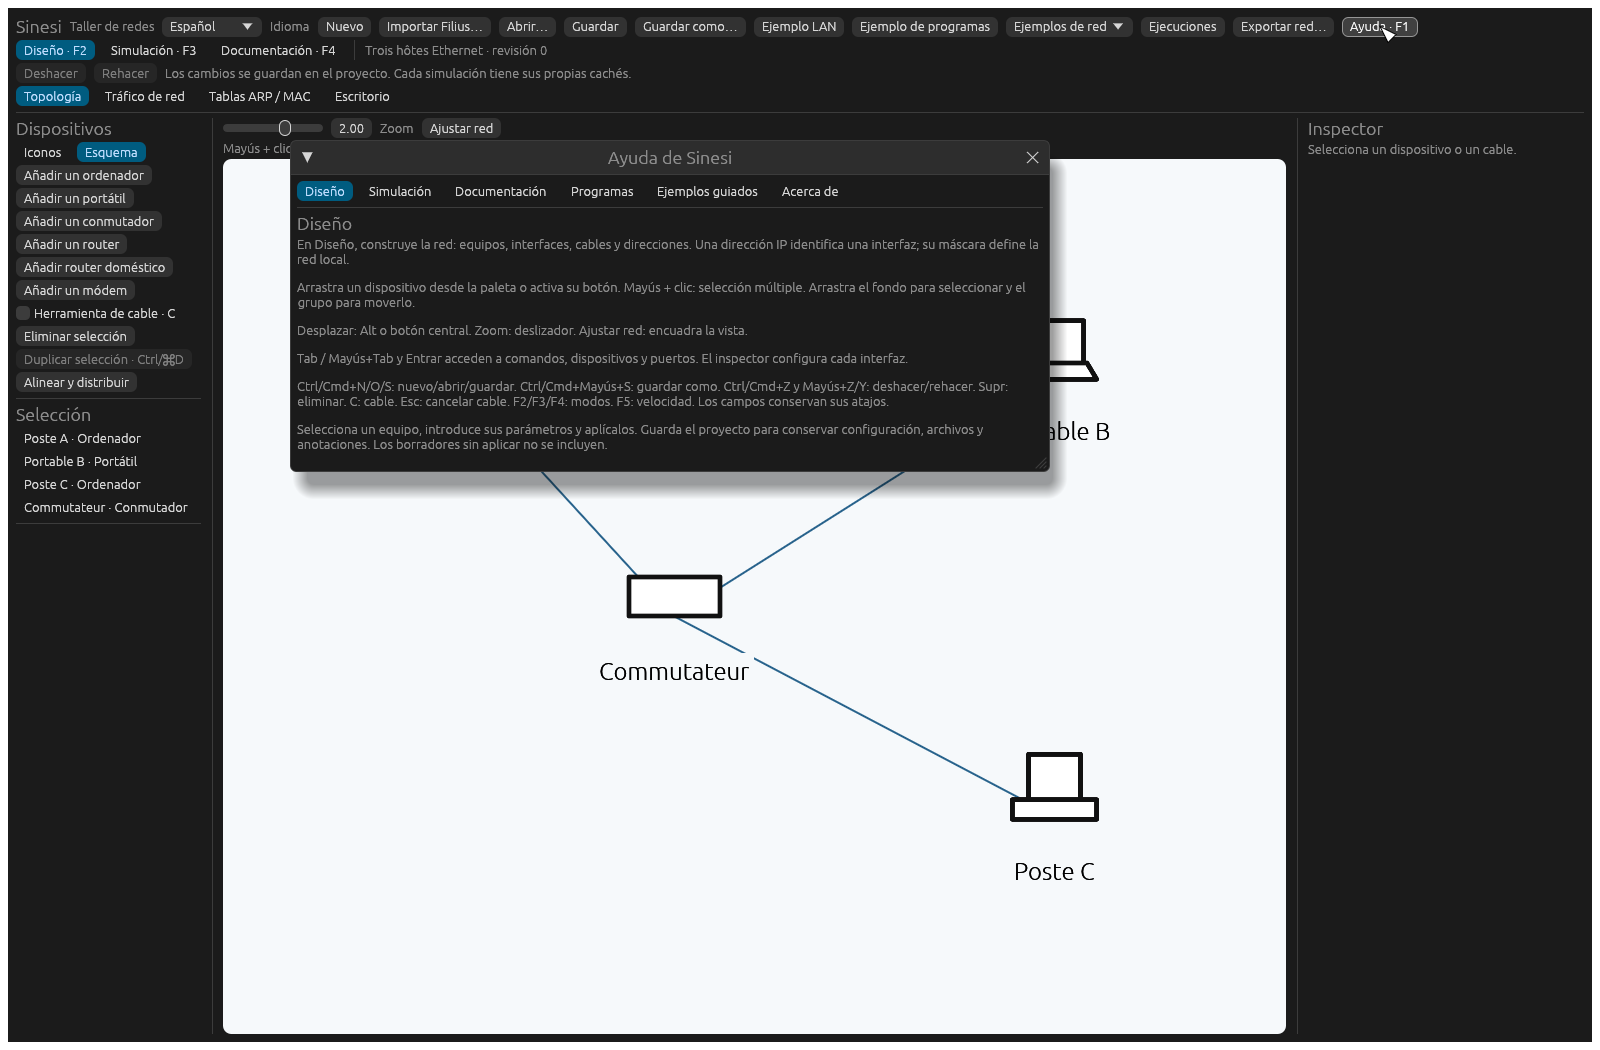 Sinesi Taller de redes Español Idioma Nuevo Importar Filius... Abrir... Guardar Guardar como... Ejemplo LAN Ejemplo de programas Ejemplos de red Ejecuciones Exportar red... Ayuda · F1
Diseño · F2 Simulación · F3 Documentación · F4 Trois hôtes Ethernet · revisión 0
Deshacer Rehacer Los cambios se guardan en el proyecto. Cada simulación tiene sus propias cachés.
Topología Tráfico de red Tablas ARP / MAC Escritorio
Dispositivos
Iconos Esquema
Añadir un ordenador
Añadir un portátil
Añadir un conmutador
Añadir un router
Añadir router doméstico
Añadir un módem
Herramienta de cable · C
Eliminar selección
Duplicar selección · Ctrl/⌘D
Alinear y distribuir
Selección
Poste A · Ordenador
Portable B · Portátil
Poste C · Ordenador
Commutateur · Conmutador
2.00 Zoom Ajustar red
Mayús + clic
Ayuda de Sinesi
Diseño Simulación Documentación Programas Ejemplos guiados Acerca de
Diseño
En Diseño, construye la red: equipos, interfaces, cables y direcciones. Una dirección IP identifica una interfaz; su máscara define la
red local.
Arrastra un dispositivo desde la paleta o activa su botón. Mayús + clic: selección múltiple. Arrastra el fondo para seleccionar y el
grupo para moverlo.
Desplazar: Alt o botón central. Zoom: deslizador. Ajustar red: encuadra la vista.
Tab / Mayús+Tab y Entrar acceden a comandos, dispositivos y puertos. El inspector configura cada interfaz.
Ctrl/Cmd+N/O/S: nuevo/abrir/guardar. Ctrl/Cmd+Mayús+S: guardar como. Ctrl/Cmd+Z y Mayús+Z/Y: deshacer/rehacer. Supr:
eliminar. C: cable. Esc: cancelar cable. F2/F3/F4: modos. F5: velocidad. Los campos conservan sus atajos.
Selecciona un equipo, introduce sus parámetros y aplícalos. Guarda el proyecto para conservar configuración, archivos y
anotaciones. Los borradores sin aplicar no se incluyen.
able B
Commutateur
Poste C
Inspector
Selecciona un dispositivo o un cable.